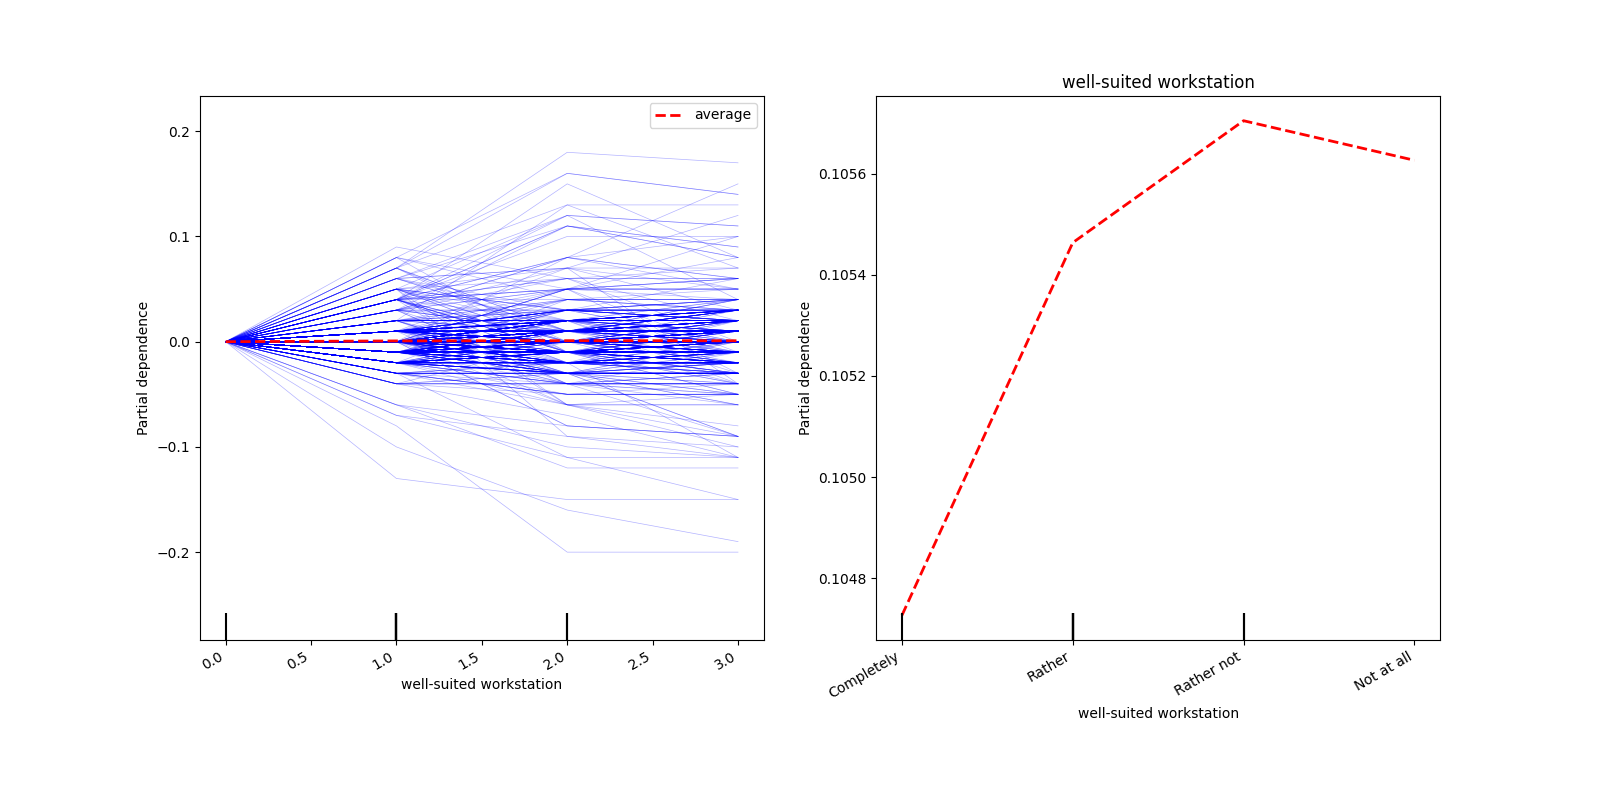 average
0.2
0.1
0.0
−0.1
−0.2
Partial dependence
0.0
0.5
1.0
1.5
2.0
2.5
3.0
well-suited workstation
well-suited workstation
0.1056
0.1054
0.1052
0.1050
0.1048
Partial dependence
Completely
Rather
Rather not
Not at all
well-suited workstation